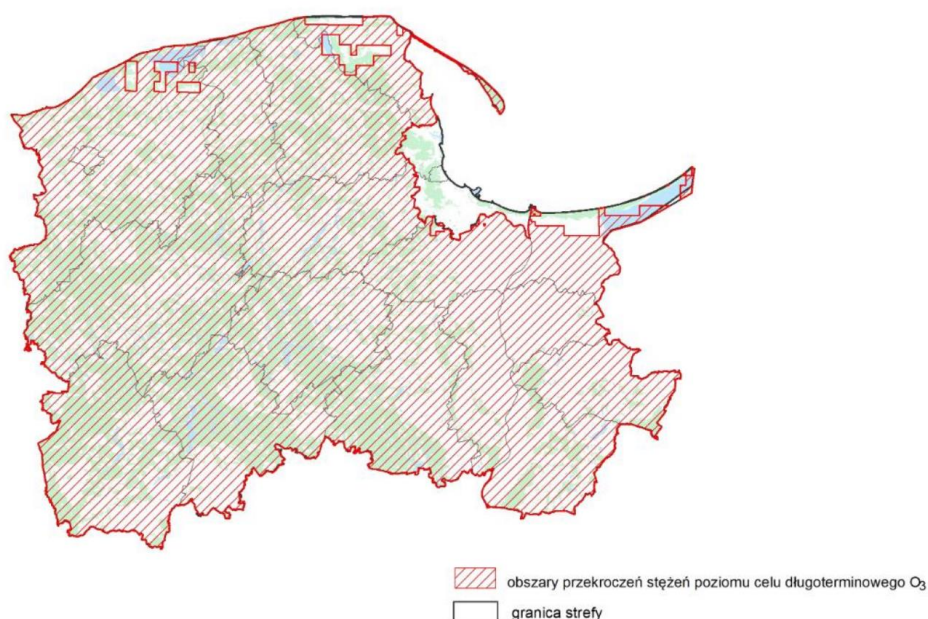 obszary przekroczeń stężeń poziomu celu długoterminowego O₃
granica strefy